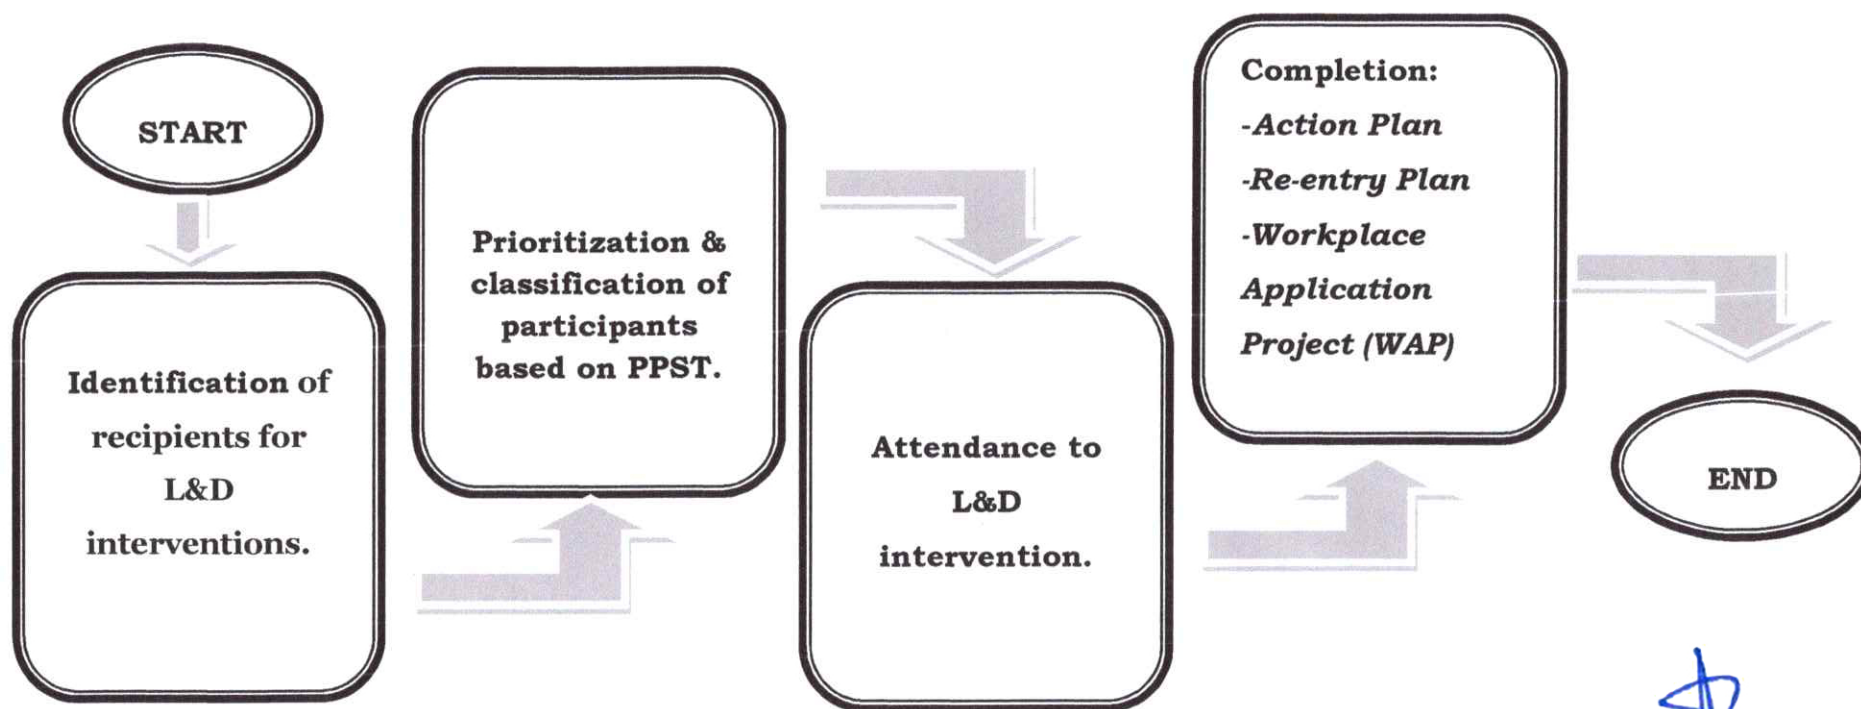 START
Identification of
recipients for
L&D
interventions.
Prioritization &
classification of
participants
based on PPST.
Attendance to
L&D
intervention.
Completion:
-Action Plan
-Re-entry Plan
-Workplace
Application
Project (WAP)
END